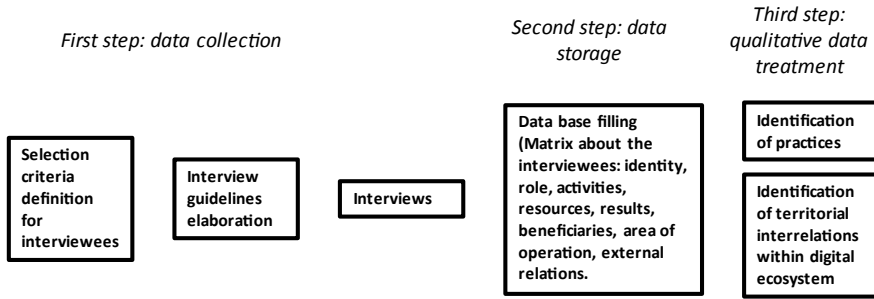 First step: data collection
Second step: data
storage
Third step:
qualitative data
treatment
Selection
criteria
definition
for
interviewees
Interview
guidelines
elaboration
Interviews
Data base filling
(Matrix about the
interviewees: identity,
role, activities,
resources, results,
beneficiaries, area of
operation, external
relations.
Identification
of practices
Identification
of territorial
interrelations
within digital
ecosystem